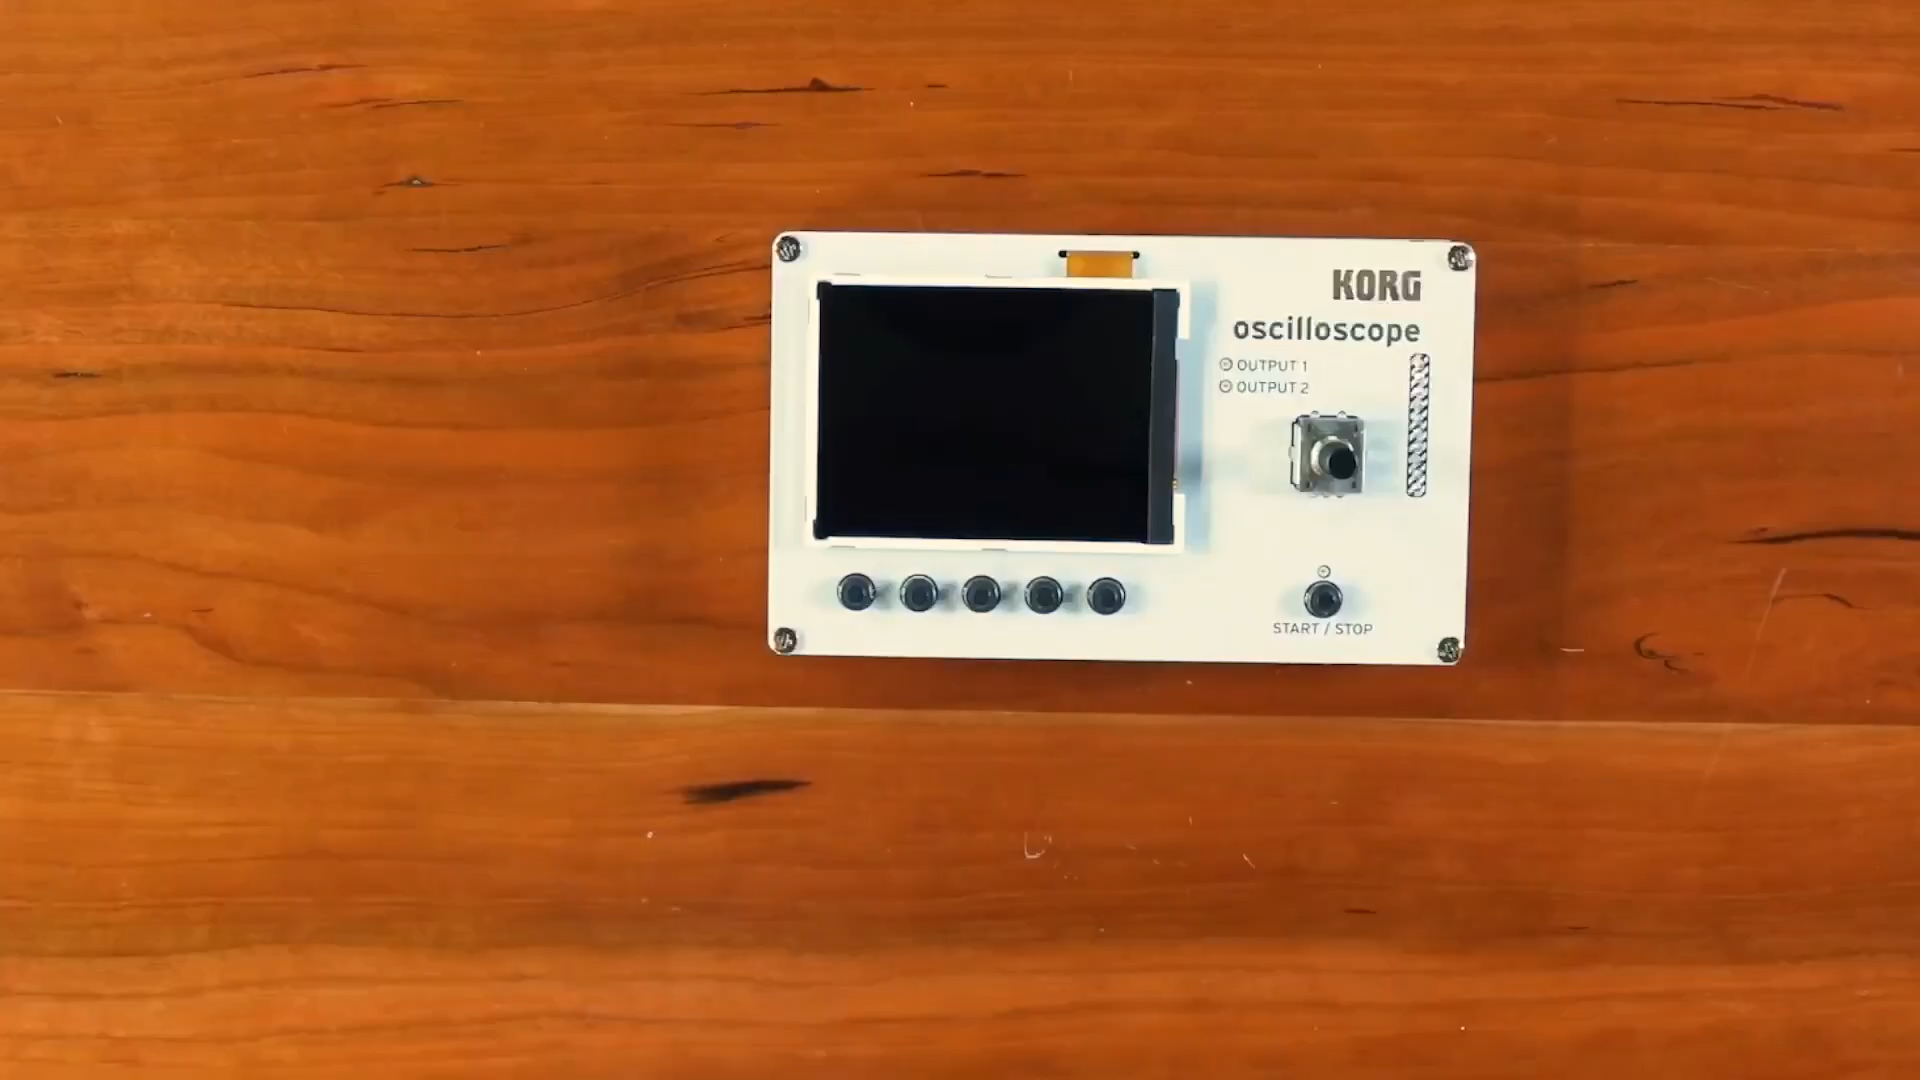 KORG
oscilloscope
OUTPUT 1
OUTPUT 2
START / STOP